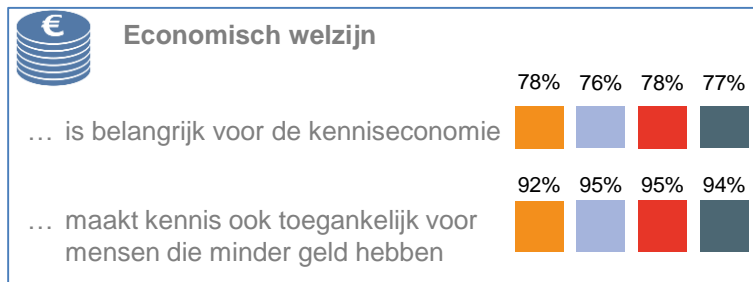 €
Economisch welzijn
78% 76% 78% 77%
… is belangrijk voor de kenniseconomie
92% 95% 95% 94%
… maakt kennis ook toegankelijk voor
mensen die minder geld hebben